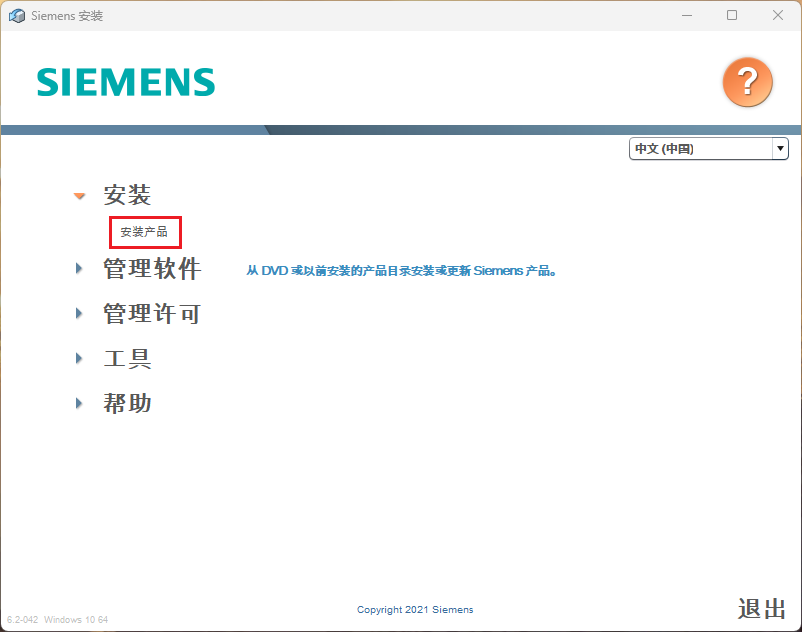 Siemens 安装
SIEMENS
?
中文 (中国)
安装
安装产品
管理软件
从 DVD 或以前安装的产品目录安装或更新 Siemens 产品。
管理许可
工具
帮助
Copyright 2021 Siemens
退出
6.2-042 Windows 10 64